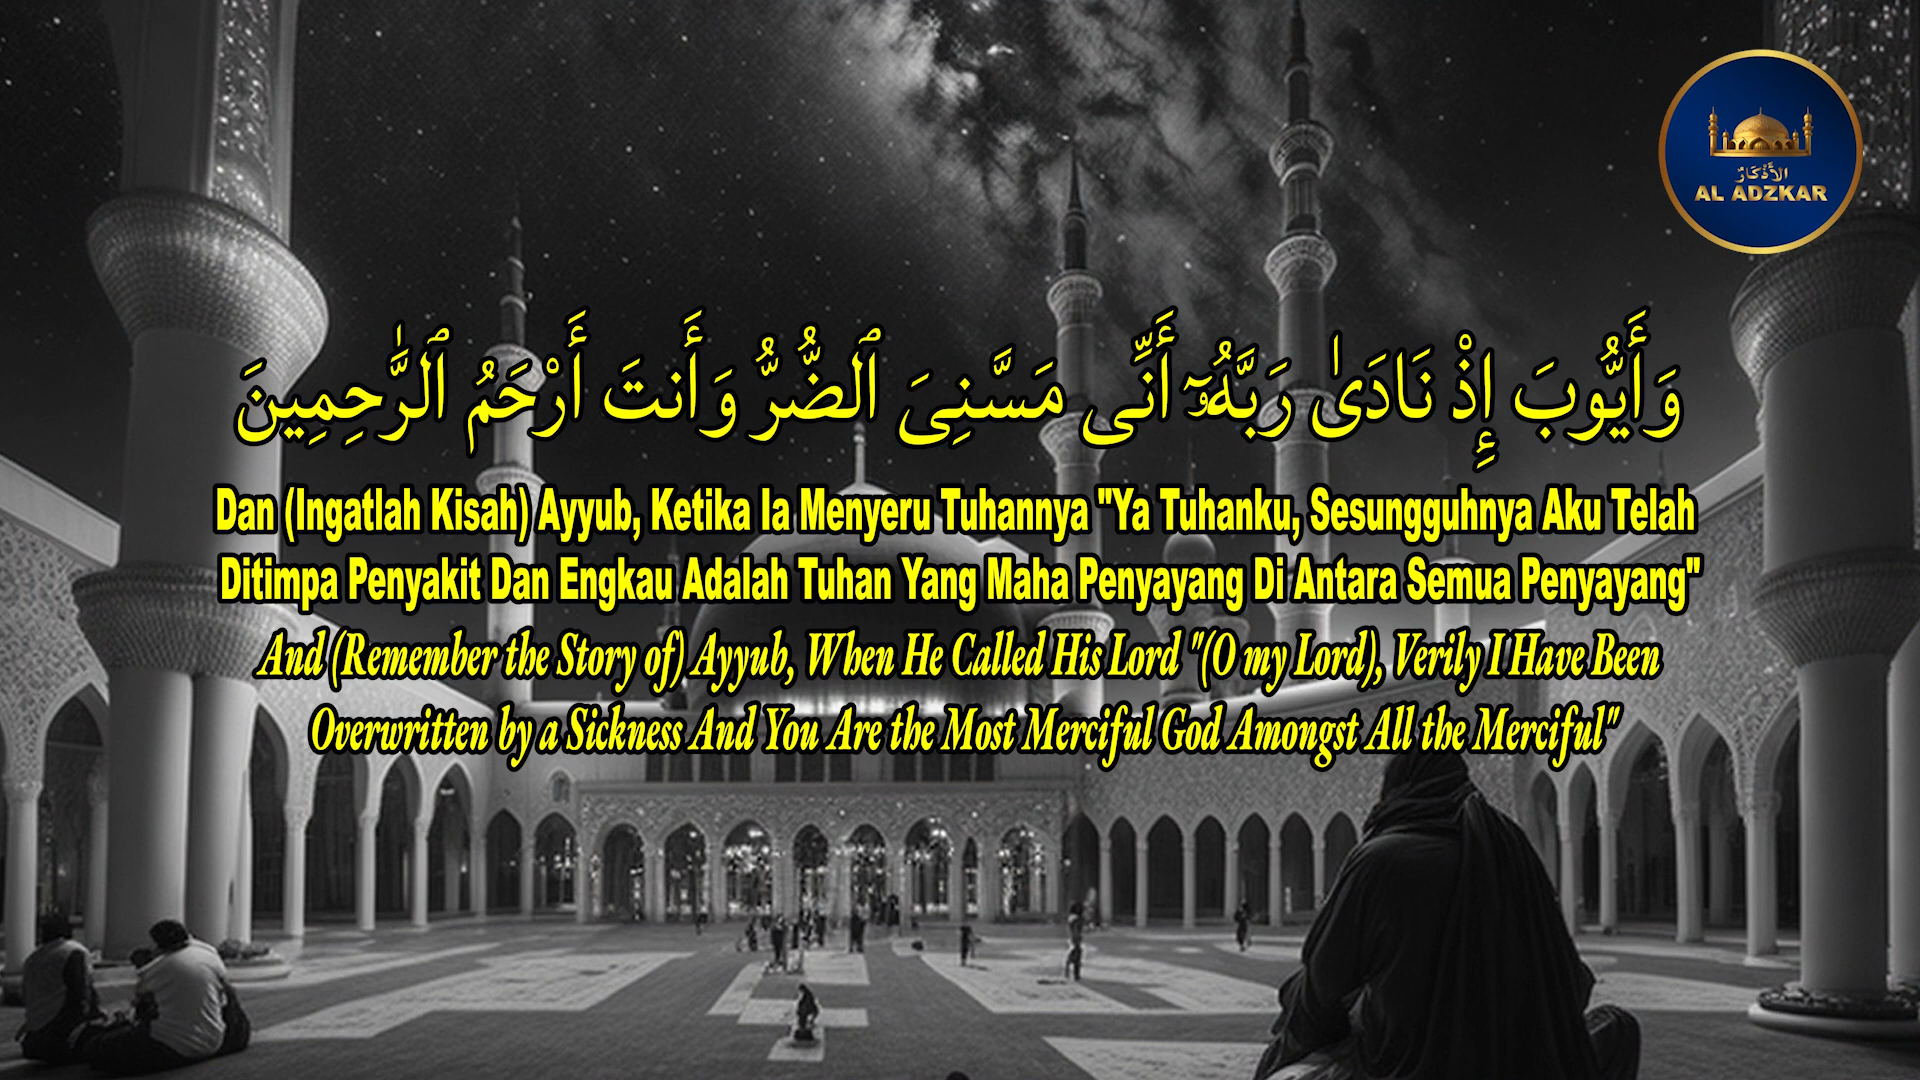 الأذكار
AL ADZKAR
وَأَيُّوبَ إِذْ نَادَىٰ رَبَّهُۥٓ أَنِّى مَسَّنِىَ ٱلضُّرُّ وَأَنتَ أَرْحَمُ ٱلرَّٰحِمِينَ
Dan (Ingatlah Kisah) Ayyub, Ketika Ia Menyeru Tuhannya "Ya Tuhanku, Sesungguhnya Aku Telah
Ditimpa Penyakit Dan Engkau Adalah Tuhan Yang Maha Penyayang Di Antara Semua Penyayang"
And (Remember the Story of) Ayyub, When He Called His Lord "(O my Lord), Verily I Have Been
Overwritten by a Sickness And You Are the Most Merciful God Amongst All the Merciful"